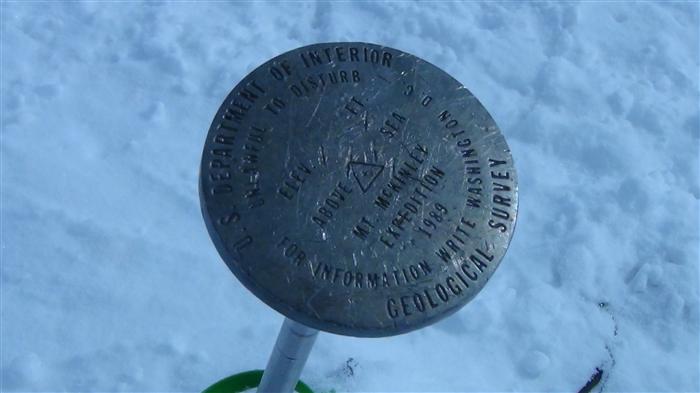 U. S. DEPARTMENT OF INTERIOR
GEOLOGICAL SURVEY
UNLAWFUL TO DISTURB
FOR INFORMATION WRITE WASHINGTON D. C.
ELEV. FT.
ABOVE SEA
MT. MCKINLEY
EXPEDITION
1989